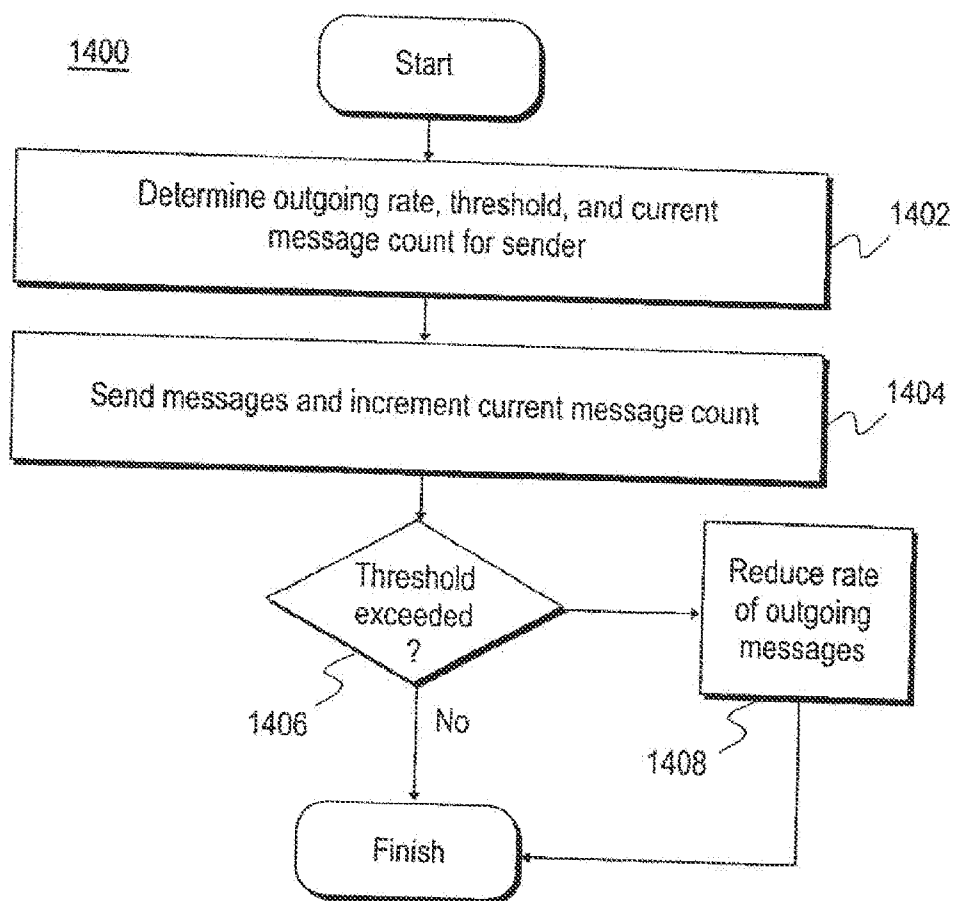 1400
Start
Determine outgoing rate, threshold, and current
message count for sender
1402
Send messages and increment current message count
1404
Threshold
exceeded
?
1406
No
Reduce rate
of outgoing
messages
1408
Finish